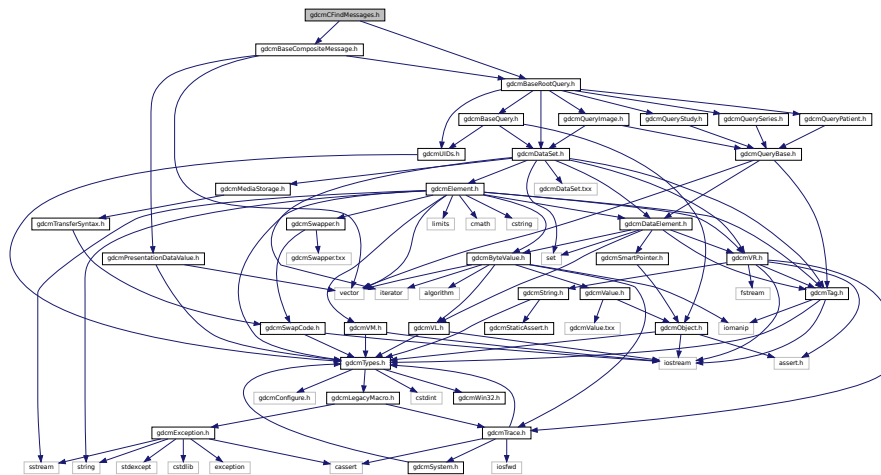 gdcmCFindMessages.h
gdcmBaseCompositeMessage.h
gdcmBaseRootQuery.h
gdcmBaseQuery.h
gdcmQueryImage.h
gdcmQueryStudy.h
gdcmQuerySeries.h
gdcmQueryPatient.h
gdcmUIDs.h
gdcmDataSet.h
gdcmQueryBase.h
gdcmMediaStorage.h
gdcmElement.h
gdcmDataSet.txx
gdcmTransferSyntax.h
gdcmSwapper.h
limits
cmath
cstring
gdcmDataElement.h
gdcmPresentationDataValue.h
gdcmSwapper.txx
gdcmByteValue.h
set
gdcmSmartPointer.h
gdcmVR.h
vector
iterator
algorithm
gdcmString.h
gdcmValue.h
fstream
gdcmTag.h
gdcmSwapCode.h
gdcmVM.h
gdcmVL.h
gdcmStaticAssert.h
gdcmValue.txx
gdcmObject.h
iomanip
gdcmTypes.h
iostream
assert.h
gdcmConfigure.h
gdcmLegacyMacro.h
cstdint
gdcmWin32.h
gdcmException.h
gdcmTrace.h
sstream
string
stdexcept
cstdlib
exception
cassert
gdcmSystem.h
iosfwd